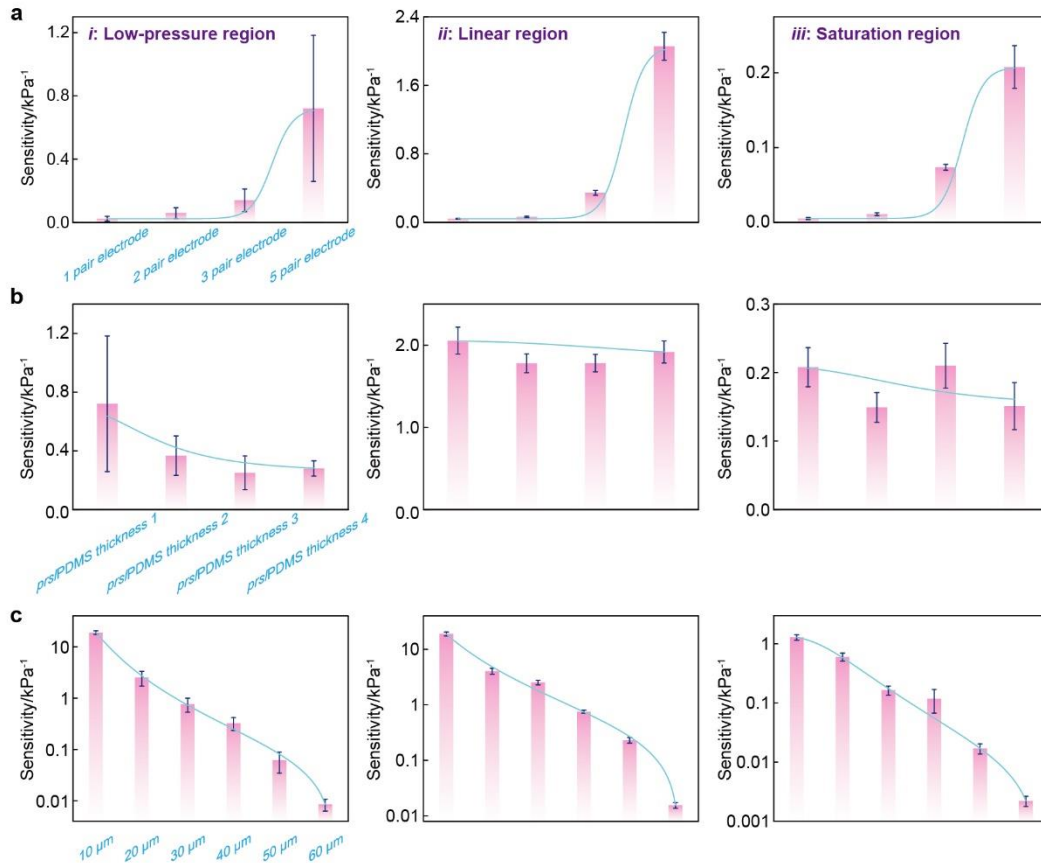 a
i: Low-pressure region
ii: Linear region
iii: Saturation region
Sensitivity/kPa⁻¹
1.2
0.8
0.4
0.0
Sensitivity/kPa⁻¹
2.4
1.6
0.8
0.0
Sensitivity/kPa⁻¹
0.2
0.1
0.0
1 pair electrode
2 pair electrode
3 pair electrode
5 pair electrode
b
Sensitivity/kPa⁻¹
1.2
0.8
0.4
0.0
Sensitivity/kPa⁻¹
2.0
1.0
0.0
Sensitivity/kPa⁻¹
0.3
0.2
0.1
0.0
prs/PDMS thickness 1
prs/PDMS thickness 2
prs/PDMS thickness 3
prs/PDMS thickness 4
c
Sensitivity/kPa⁻¹
10
1
0.1
0.01
Sensitivity/kPa⁻¹
10
1
0.1
0.01
Sensitivity/kPa⁻¹
1
0.1
0.01
0.001
10 μm
20 μm
30 μm
40 μm
50 μm
60 μm